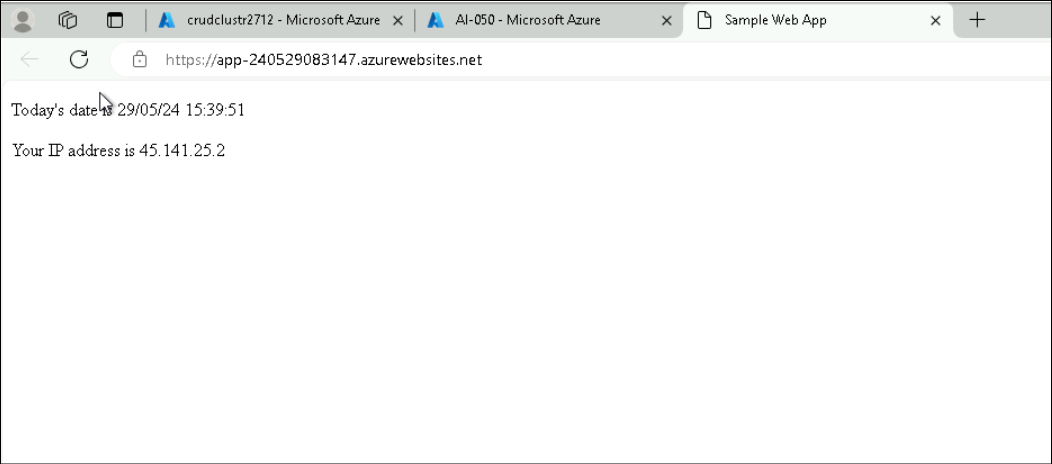 crudclustr2712 - Microsoft Azure
AI-050 - Microsoft Azure
Sample Web App
https://app-240529083147.azurewebsites.net
Today's date is 29/05/24 15:39:51
Your IP address is 45.141.25.2